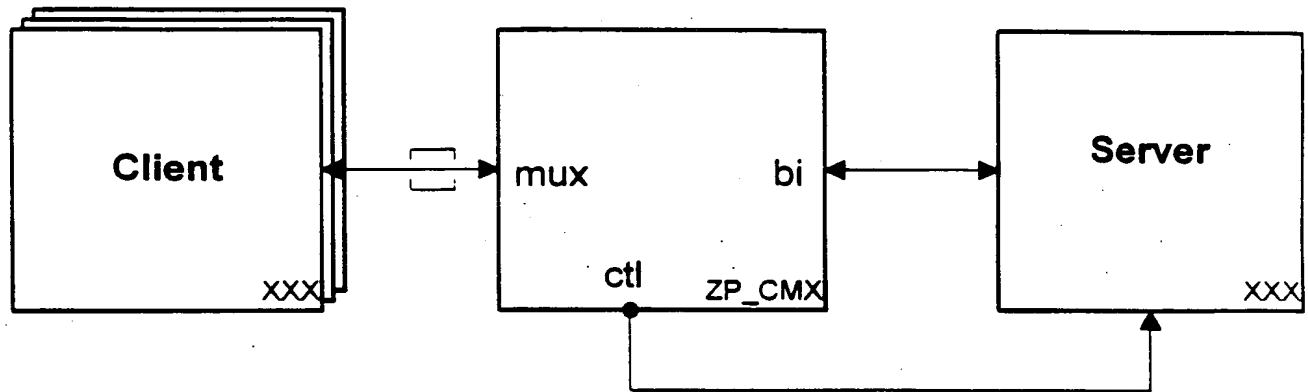 Client
XXX
mux
bi
ctl
ZP_CMX
Server
XXX